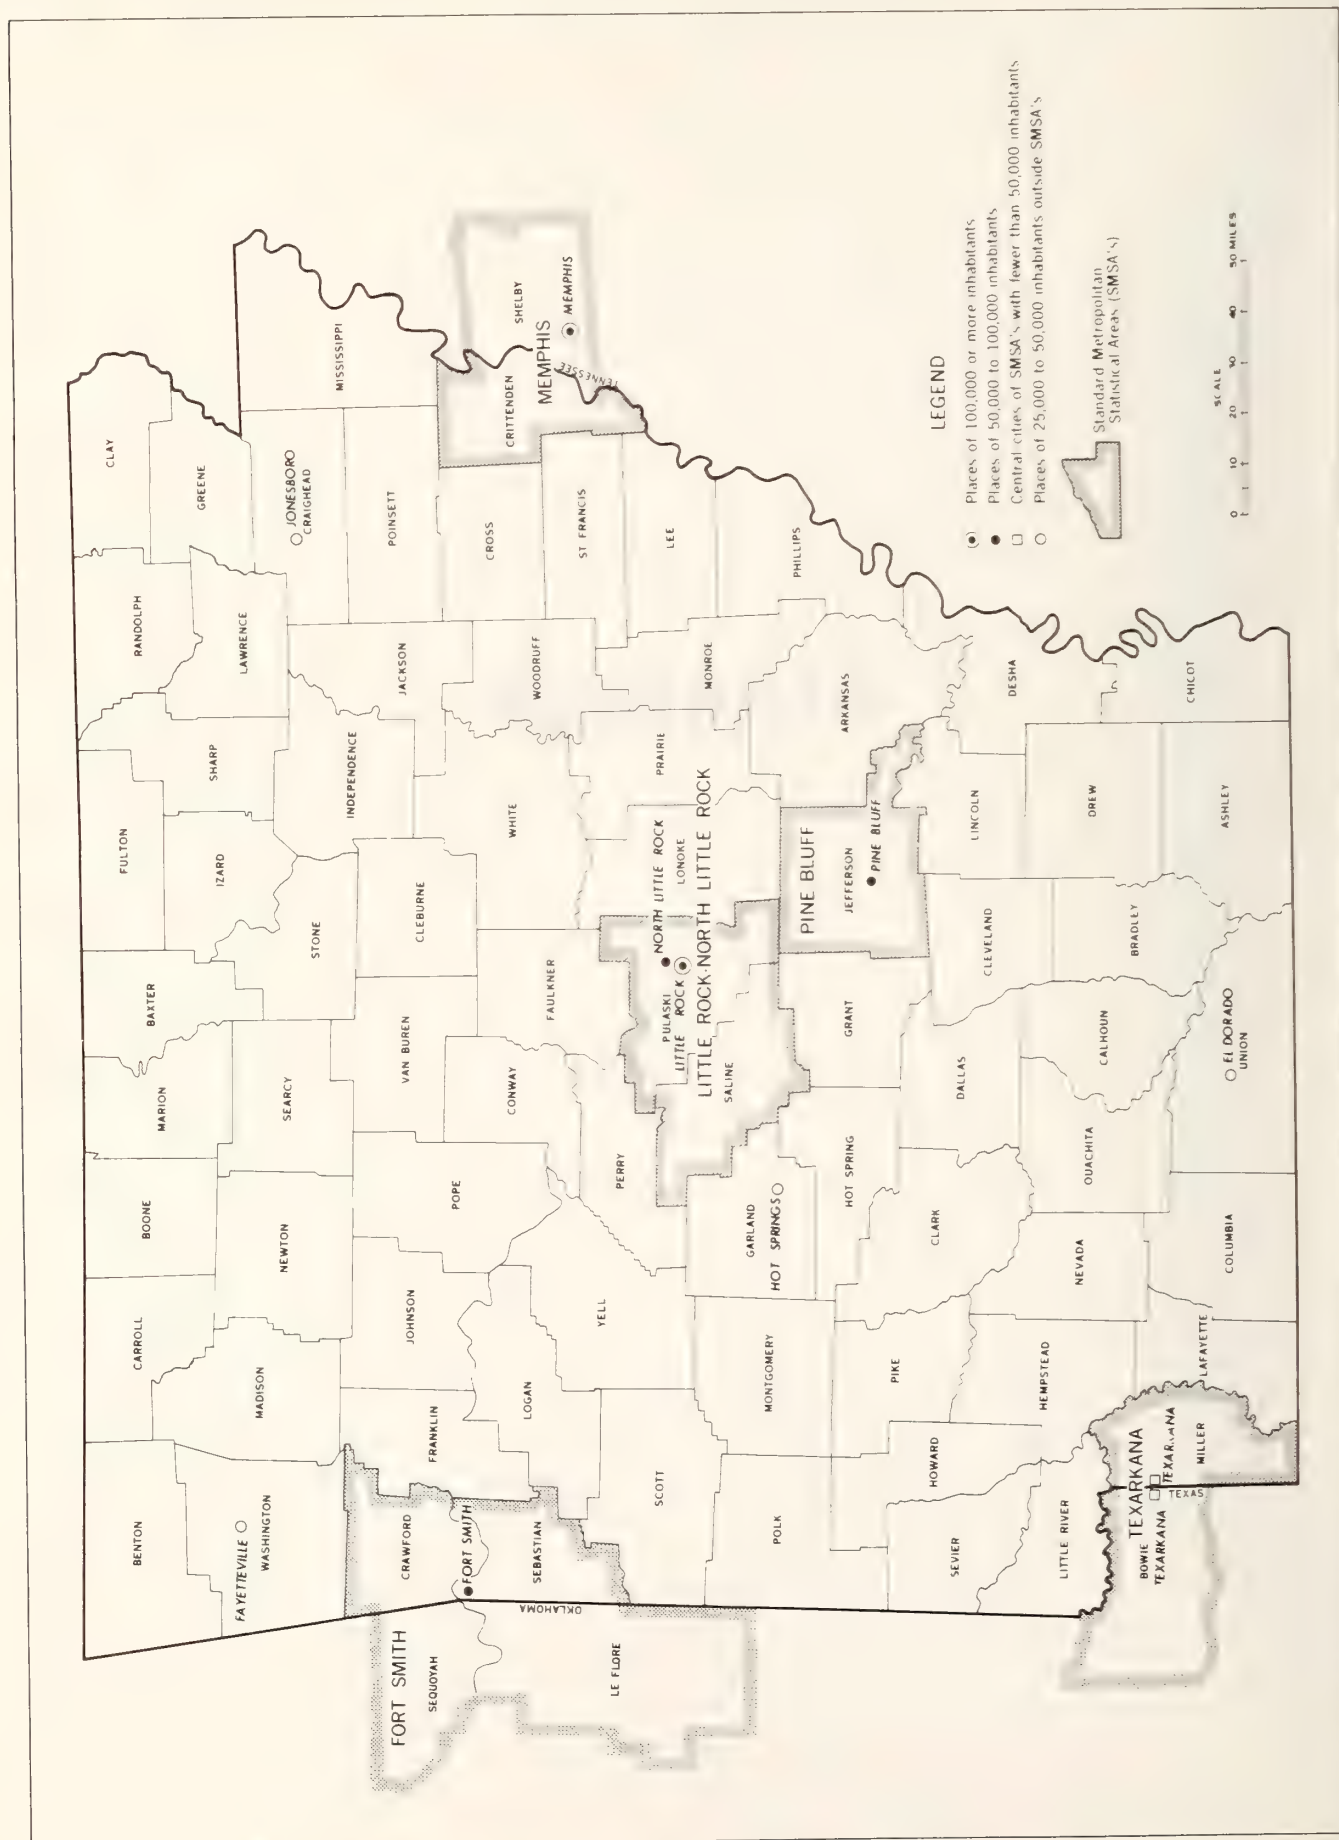 BENTON
CARROLL
BOONE
MARION
BAXTER
FULTON
RANDOLPH
CLAY
FAYETTEVILLE
WASHINGTON
MADISON
NEWTON
SEARCY
STONE
IZARD
SHARP
LAWRENCE
GREENE
JONESBORO
CRAIGHEAD
MISSISSIPPI
FORT SMITH
SEQUOYAH
CRAWFORD
FRANKLIN
JOHNSON
POPE
VAN BUREN
CLEBURNE
INDEPENDENCE
JACKSON
POINSETT
FORT SMITH
SEBASTIAN
OKLAHOMA
LE FLORE
LOGAN
YELL
CONWAY
FAULKNER
WHITE
WOODRUFF
CROSS
CRITTENDEN
SHELBY
MEMPHIS
MEMPHIS
TENNESSEE
SCOTT
PERRY
PULASKI
NORTH LITTLE ROCK
LITTLE ROCK
LONOKE
PRAIRIE
MONROE
ST FRANCIS
LEE
LITTLE ROCK-NORTH LITTLE ROCK
SALINE
POLK
MONTGOMERY
GARLAND
HOT SPRINGS
PINE BLUFF
JEFFERSON
PINE BLUFF
ARKANSAS
PHILLIPS
HOT SPRING
GRANT
PIKE
CLARK
HOWARD
SEVIER
DALLAS
CLEVELAND
LINCOLN
DESHA
LITTLE RIVER
HEMPSTEAD
NEVADA
OUACHITA
CALHOUN
BRADLEY
DREW
CHICOT
BOWIE
TEXARKANA
TEXARKANA
TEXAS
MILLER
LAFAYETTE
COLUMBIA
EL DORADO
UNION
ASHLEY
LEGEND
Places of 100,000 or more inhabitants
Places of 50,000 to 100,000 inhabitants
Central cities of SMSA's with fewer than 50,000 inhabitants
Places of 25,000 to 50,000 inhabitants outside SMSA's
Standard Metropolitan
Statistical Areas (SMSA's)
SCALE
0 10 20 30 40 50 MILES